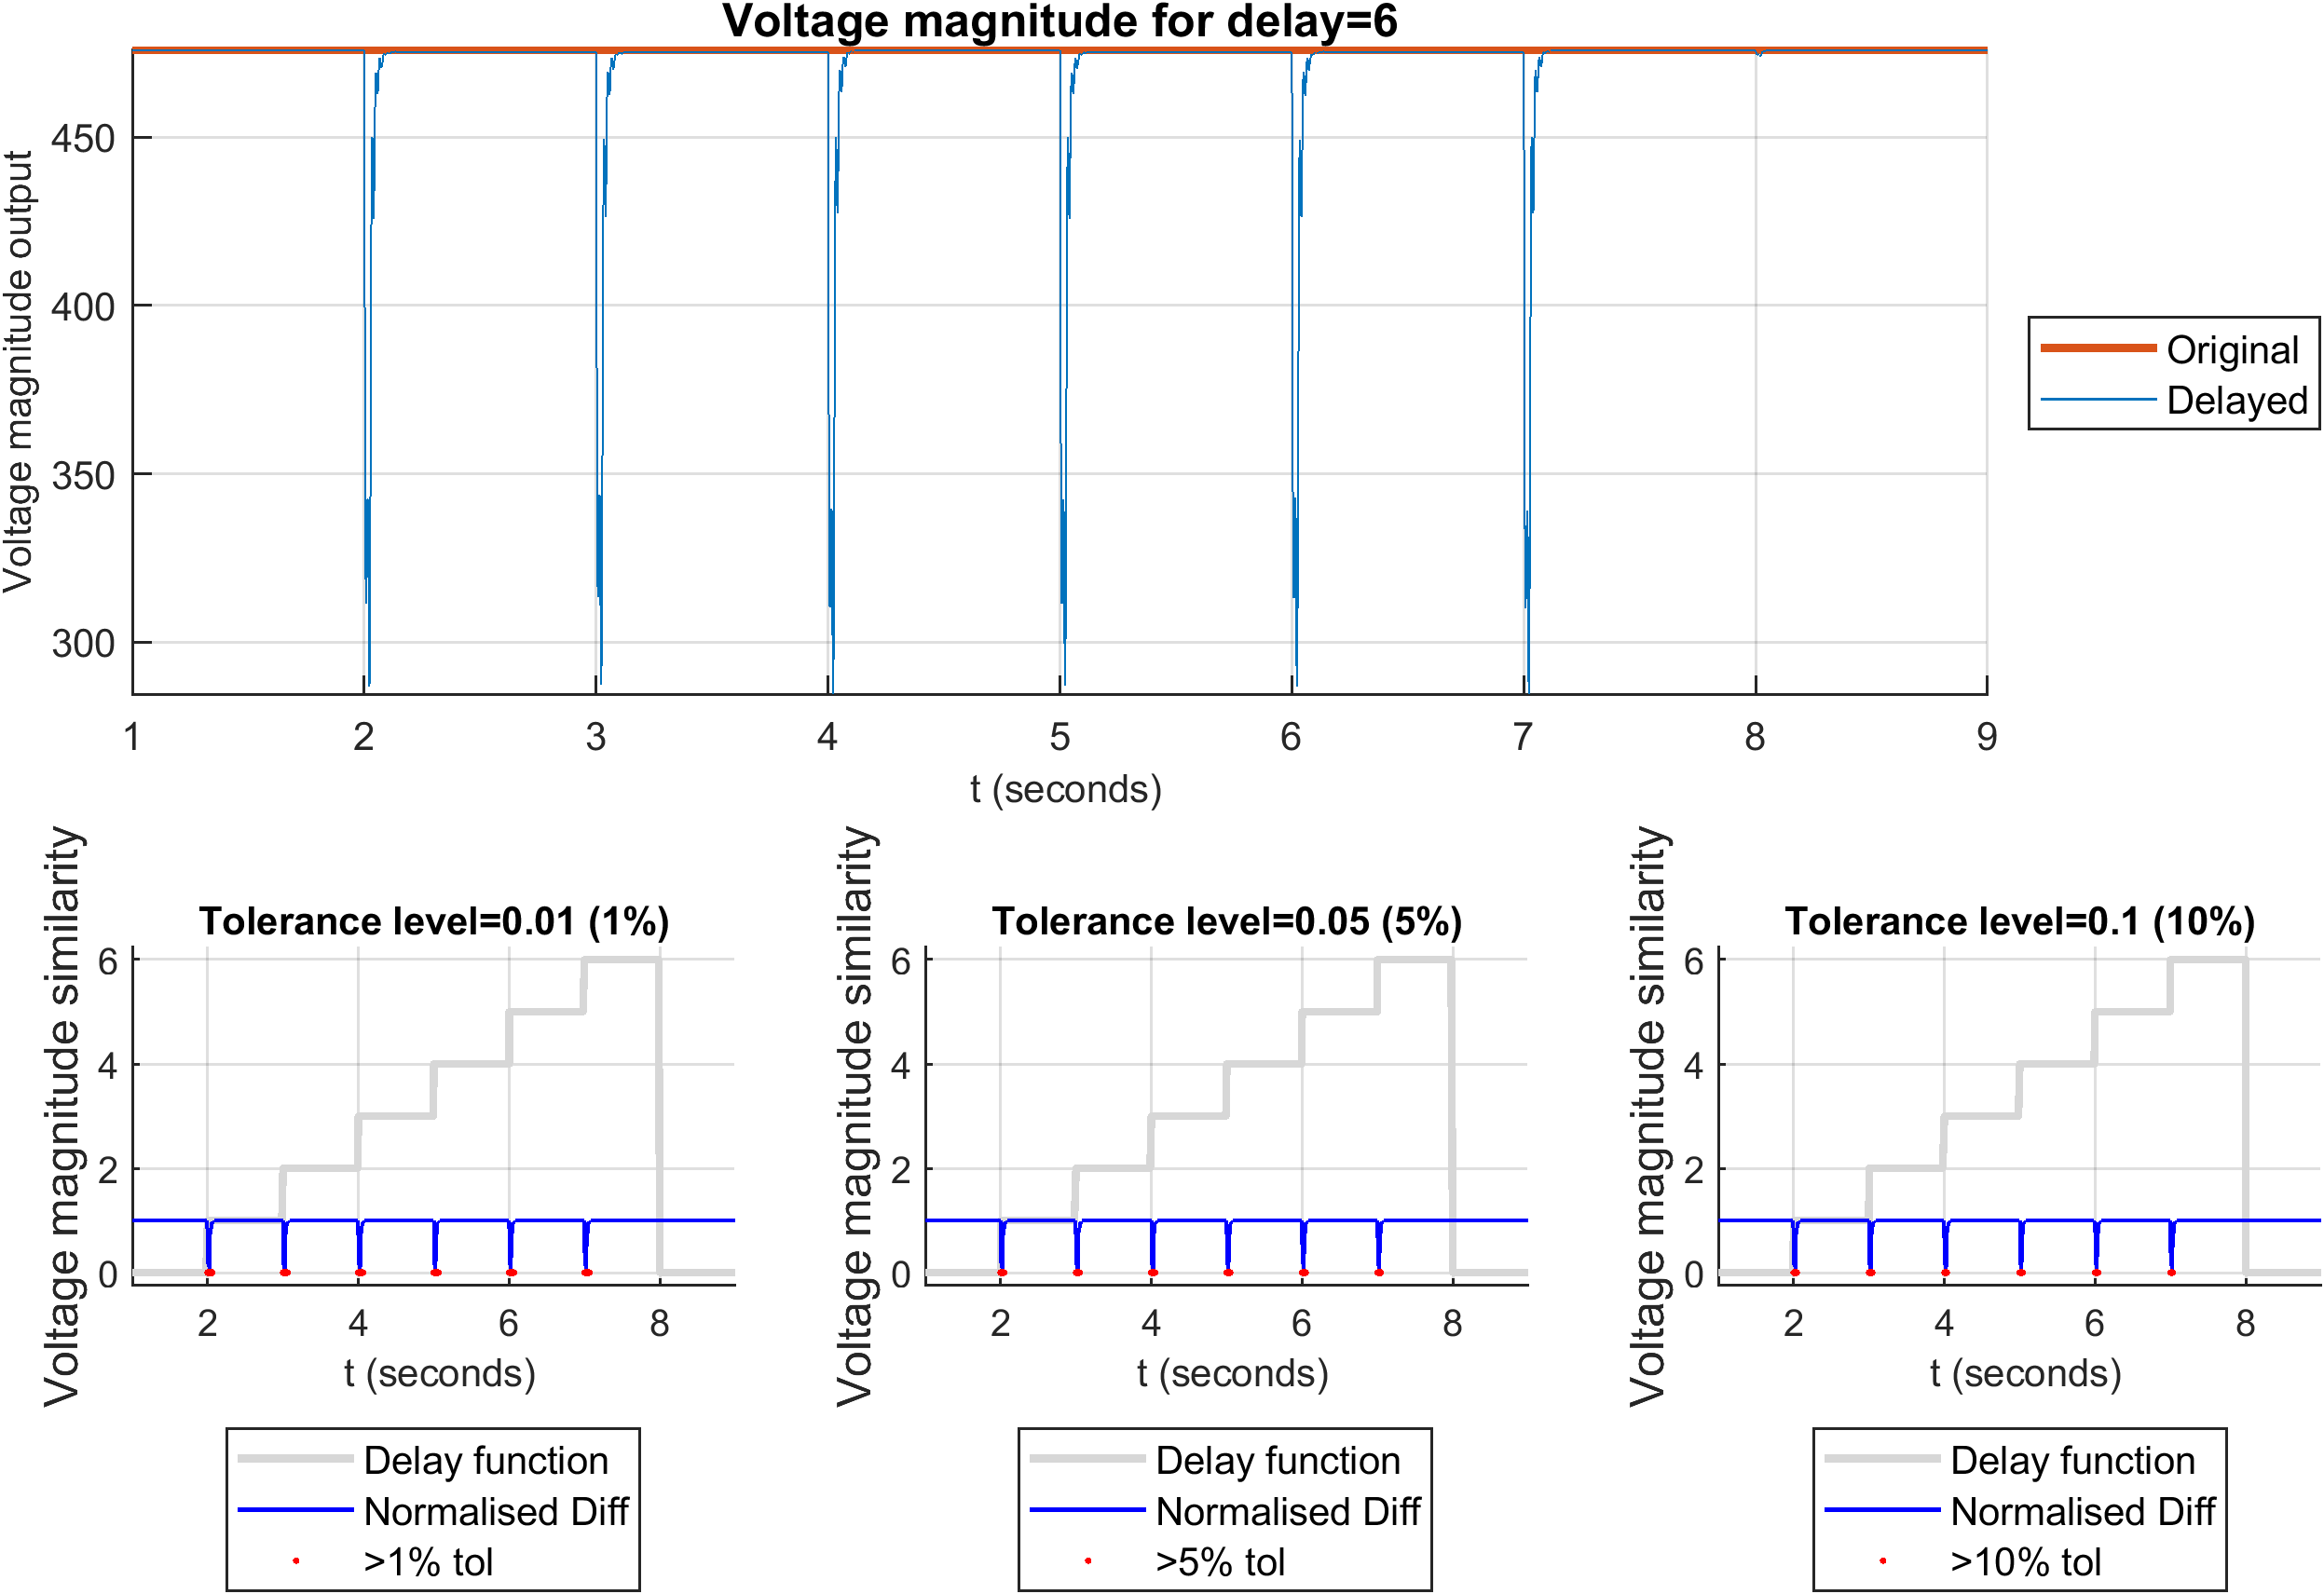 Voltage magnitude for delay=6
Voltage magnitude output
450
400
350
300
1 2 3 4 5 6 7 8 9
t (seconds)
Original
Delayed
Tolerance level=0.01 (1%)
Voltage magnitude similarity
6
4
2
0
2 4 6 8
t (seconds)
Delay function
Normalised Diff
>1% tol
Tolerance level=0.05 (5%)
Voltage magnitude similarity
6
4
2
0
2 4 6 8
t (seconds)
Delay function
Normalised Diff
>5% tol
Tolerance level=0.1 (10%)
Voltage magnitude similarity
6
4
2
0
2 4 6 8
t (seconds)
Delay function
Normalised Diff
>10% tol